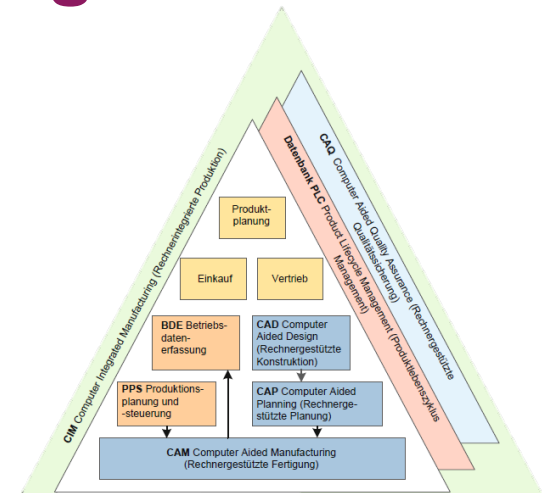 CIM Computer Integrated Manufacturing (Rechnerintegrierte Produktion)
Datenbank PLC Product Lifecycle Management (Produktlebenszyklus
Management)
CAQ Computer Aided Quality Assurance (Rechnergestützte
Qualitätssicherung)
Produkt-
planung
Einkauf
Vertrieb
BDE Betriebs-
daten-
erfassung
CAD Computer
Aided Design
(Rechnergestützte
Konstruktion)
PPS Produktions-
planung und
-steuerung
CAP Computer Aided
Planning (Rechnerge-
stützte Planung)
CAM Computer Aided Manufacturing
(Rechnergestützte Fertigung)